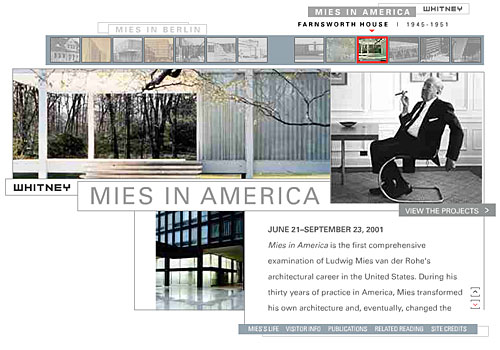 MIES IN BERLIN
MIES IN AMERICA
WHITNEY
FARNSWORTH HOUSE | 1945-1951
WHITNEY
MIES IN AMERICA
VIEW THE PROJECTS >
JUNE 21–SEPTEMBER 23, 2001
Mies in America is the first comprehensive
examination of Ludwig Mies van der Rohe's
architectural career in the United States. During his
thirty years of practice in America, Mies transformed
his own architecture and, eventually, changed the
MIES'S LIFE VISITOR INFO PUBLICATIONS RELATED READING SITE CREDITS